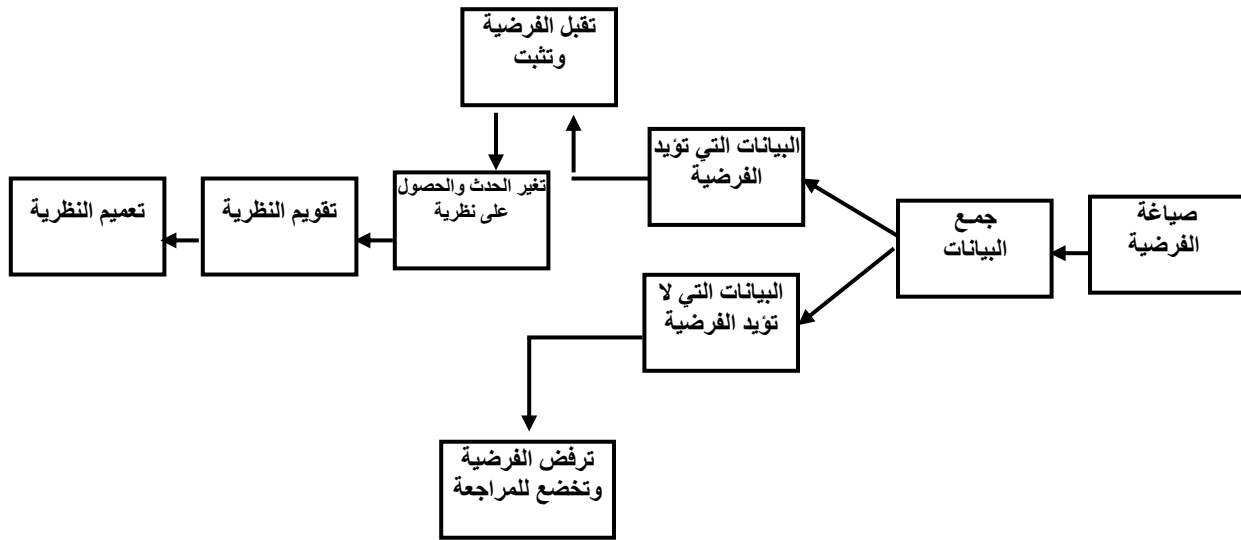 صياغة
الفرضية
جمـع
البيانات
البيانات التي تؤيد
الفرضية
تقبل الفرضية
وتثبت
تغير الحدث والحصول
على نظرية
تقويم النظرية
تعميم النظرية
البيانات التي لا
تؤيد الفرضية
ترفض الفرضية
وتخضع للمراجعة